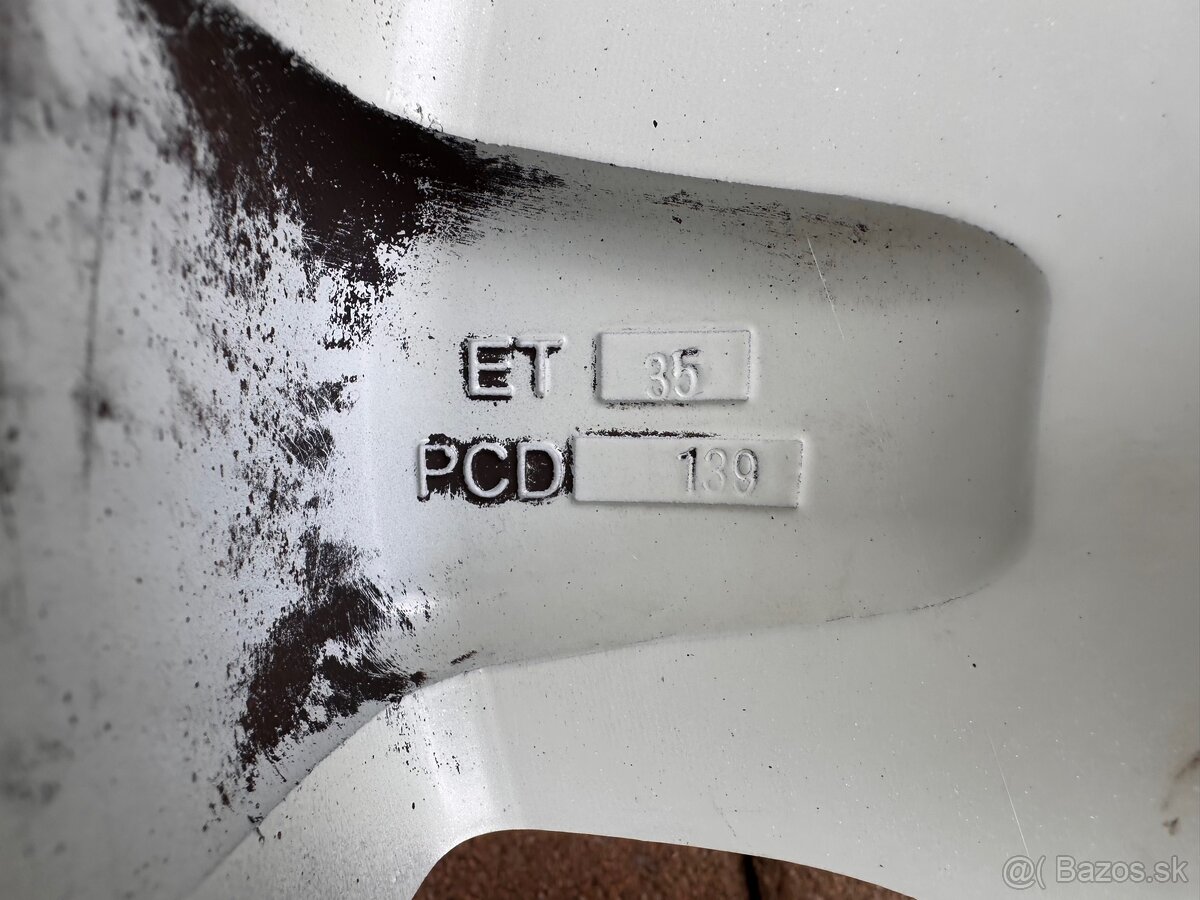 ET 35
PCD 139
@( Bazos.sk